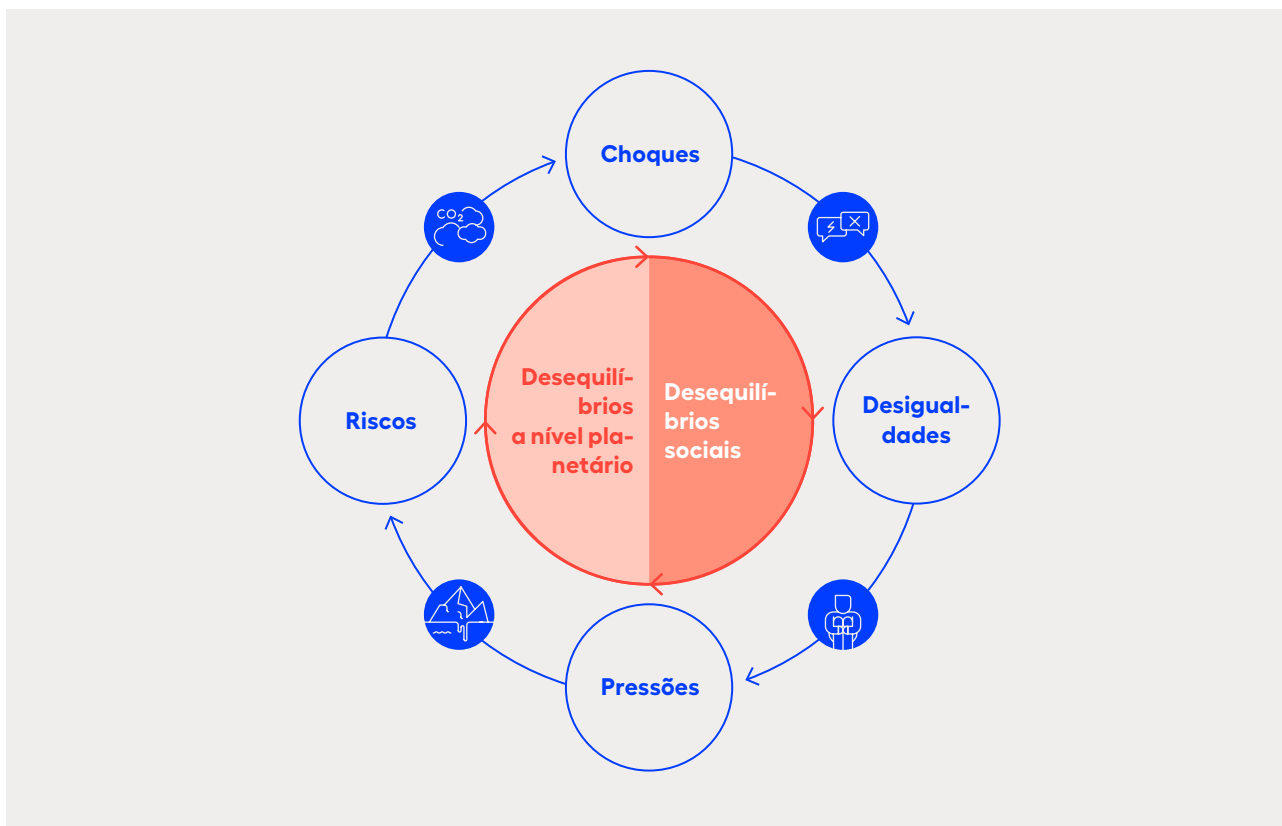 Choques
CO₂
Desequilí-
brios
a nível pla-
netário
Desequilí-
brios
sociais
Riscos
Desigual-
dades
Pressões